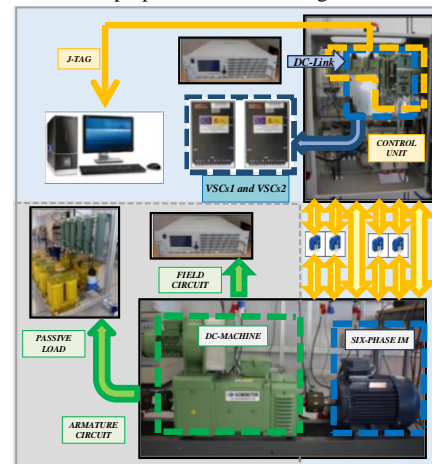 J-TAG
DC-Link
CONTROL
UNIT
VSCs1 and VSCs2
FIELD
CIRCUIT
PASSIVE
LOAD
DC-MACHINE
SIX-PHASE IM
ARMATURE
CIRCUIT